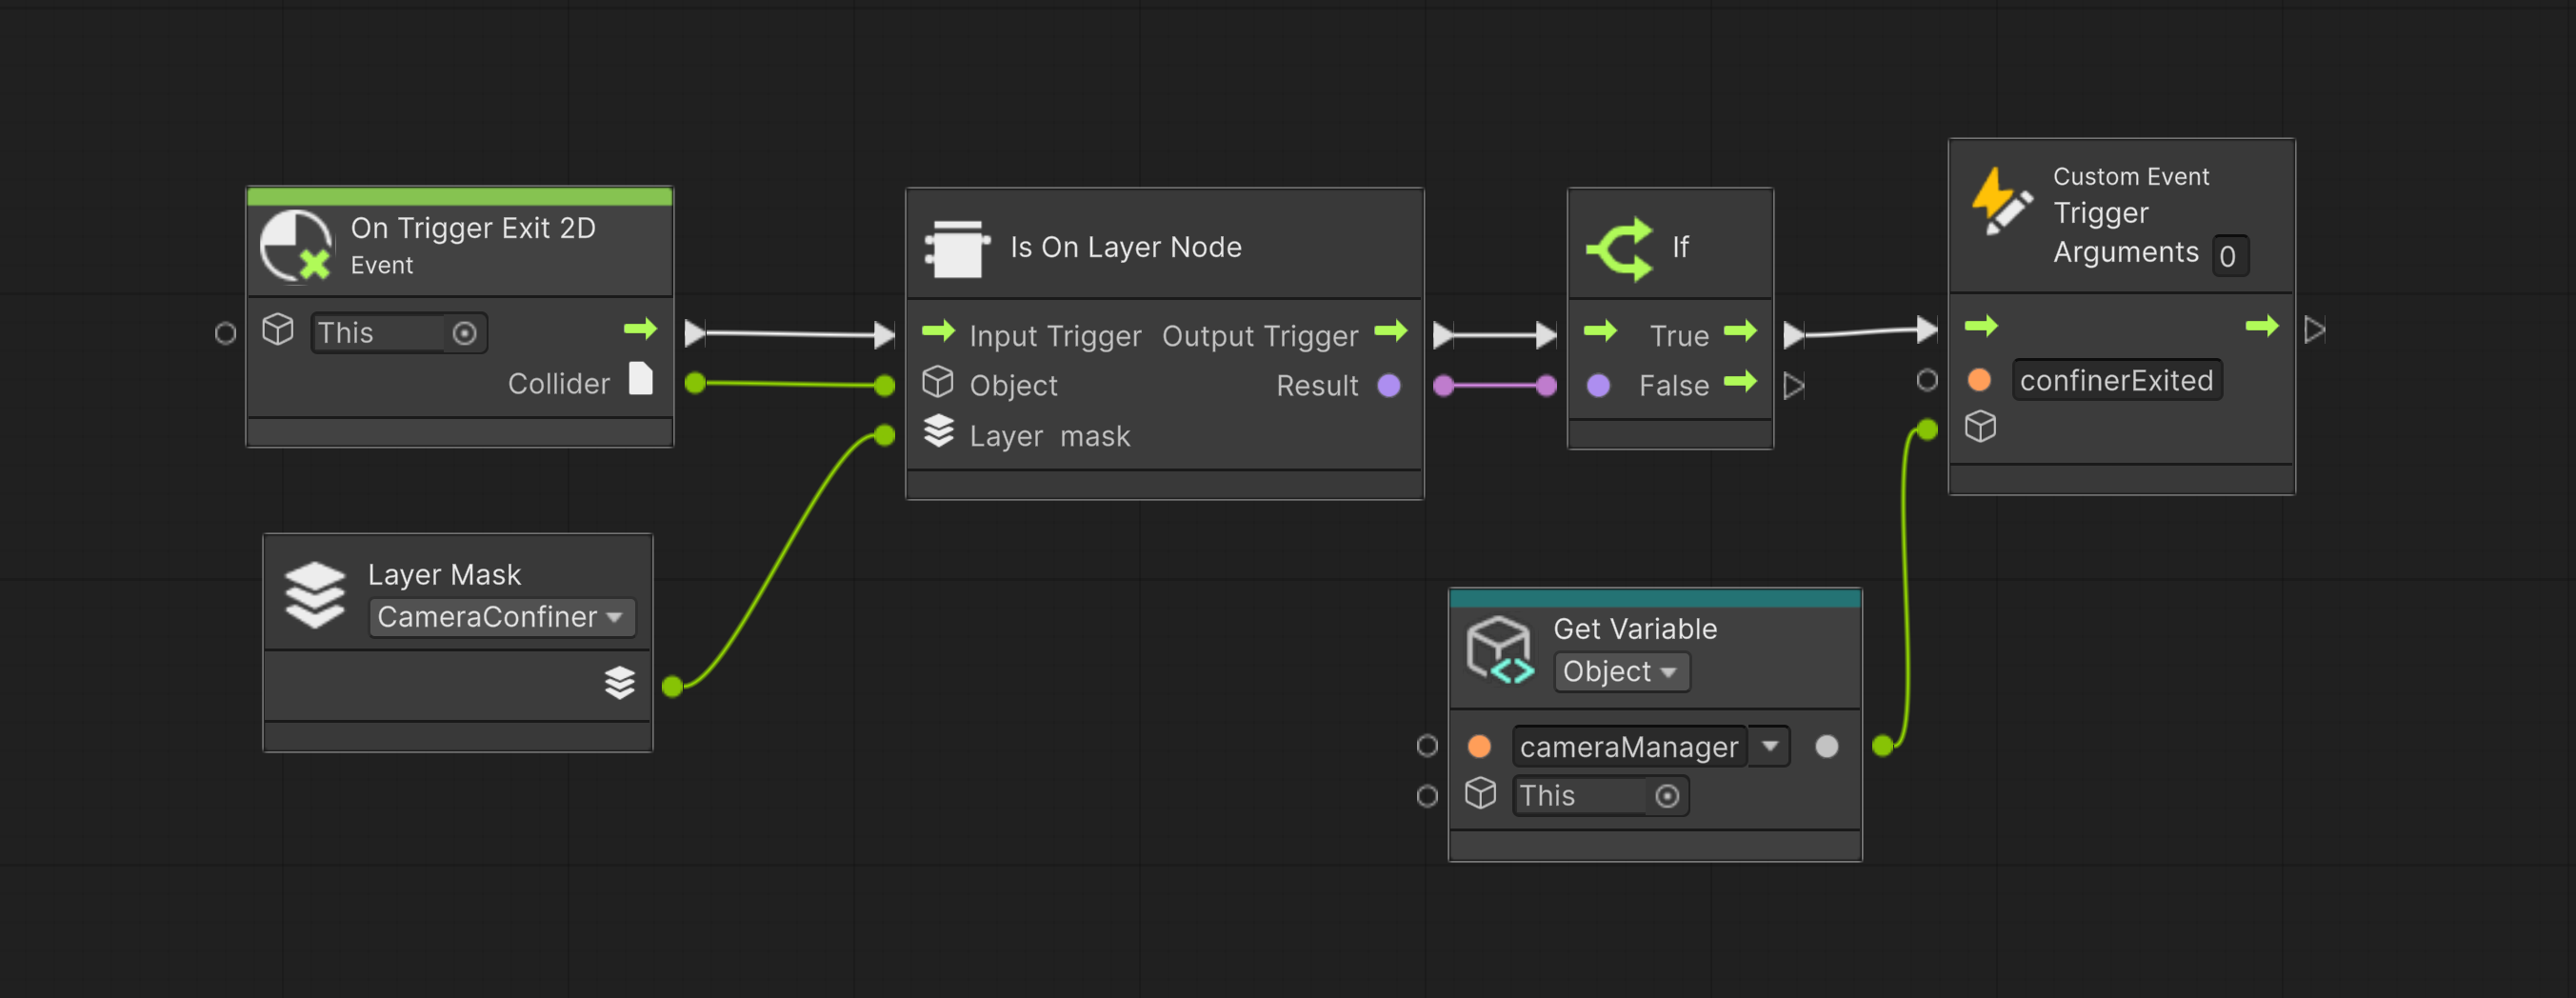 On Trigger Exit 2D
Event
This
Collider
Layer Mask
CameraConfiner
Is On Layer Node
Input Trigger Output Trigger
Object Result
Layer mask
If
True
False
Custom Event
Trigger
Arguments 0
confinerExited
Get Variable
Object
cameraManager
This